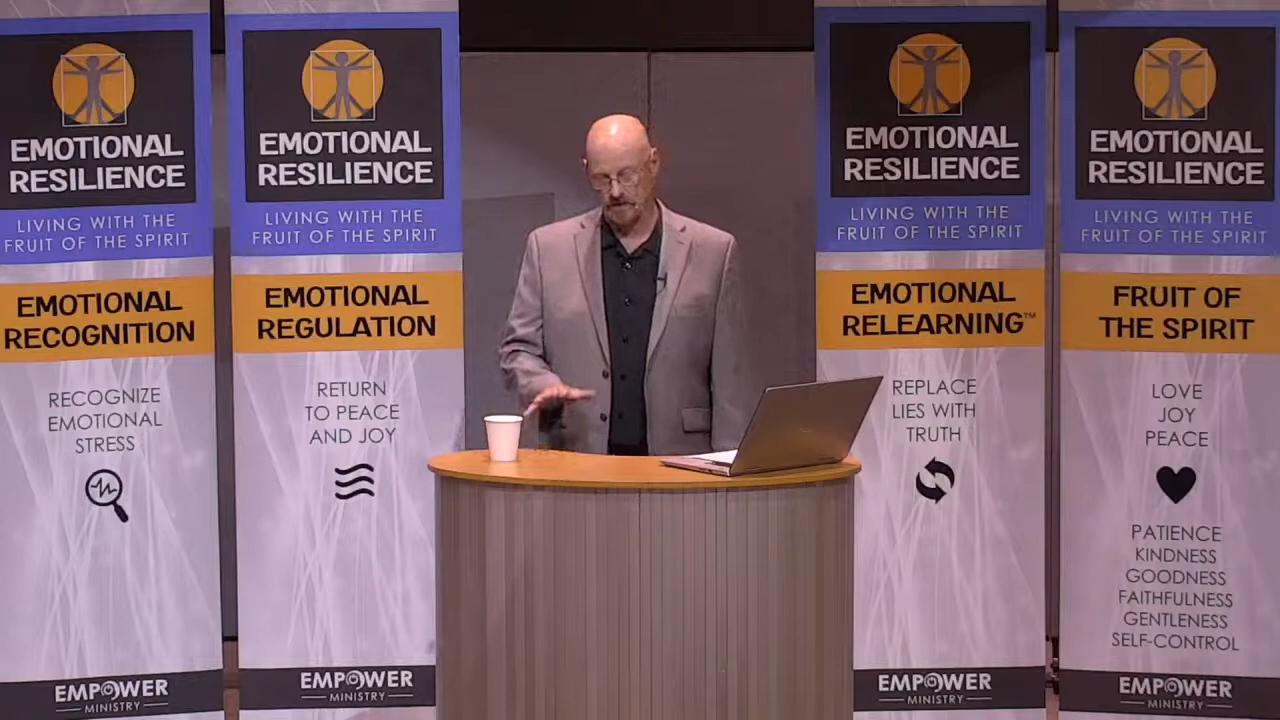 EMOTIONAL
RESILIENCE
LIVING WITH THE
FRUIT OF THE SPIRIT
EMOTIONAL
RECOGNITION
RECOGNIZE
EMOTIONAL
STRESS
EMPOWER
MINISTRY
EMOTIONAL
RESILIENCE
LIVING WITH THE
FRUIT OF THE SPIRIT
EMOTIONAL
REGULATION
RETURN
TO PEACE
AND JOY
EMPOWER
MINISTRY
EMOTIONAL
RESILIENCE
LIVING WITH THE
FRUIT OF THE SPIRIT
EMOTIONAL
RELEARNING™
REPLACE
LIES WITH
TRUTH
EMPOWER
MINISTRY
EMOTIONAL
RESILIENCE
LIVING WITH THE
FRUIT OF THE SPIRIT
FRUIT OF
THE SPIRIT
LOVE
JOY
PEACE
PATIENCE
KINDNESS
GOODNESS
FAITHFULNESS
GENTLENESS
SELF-CONTROL
EMPOWER
MINISTRY